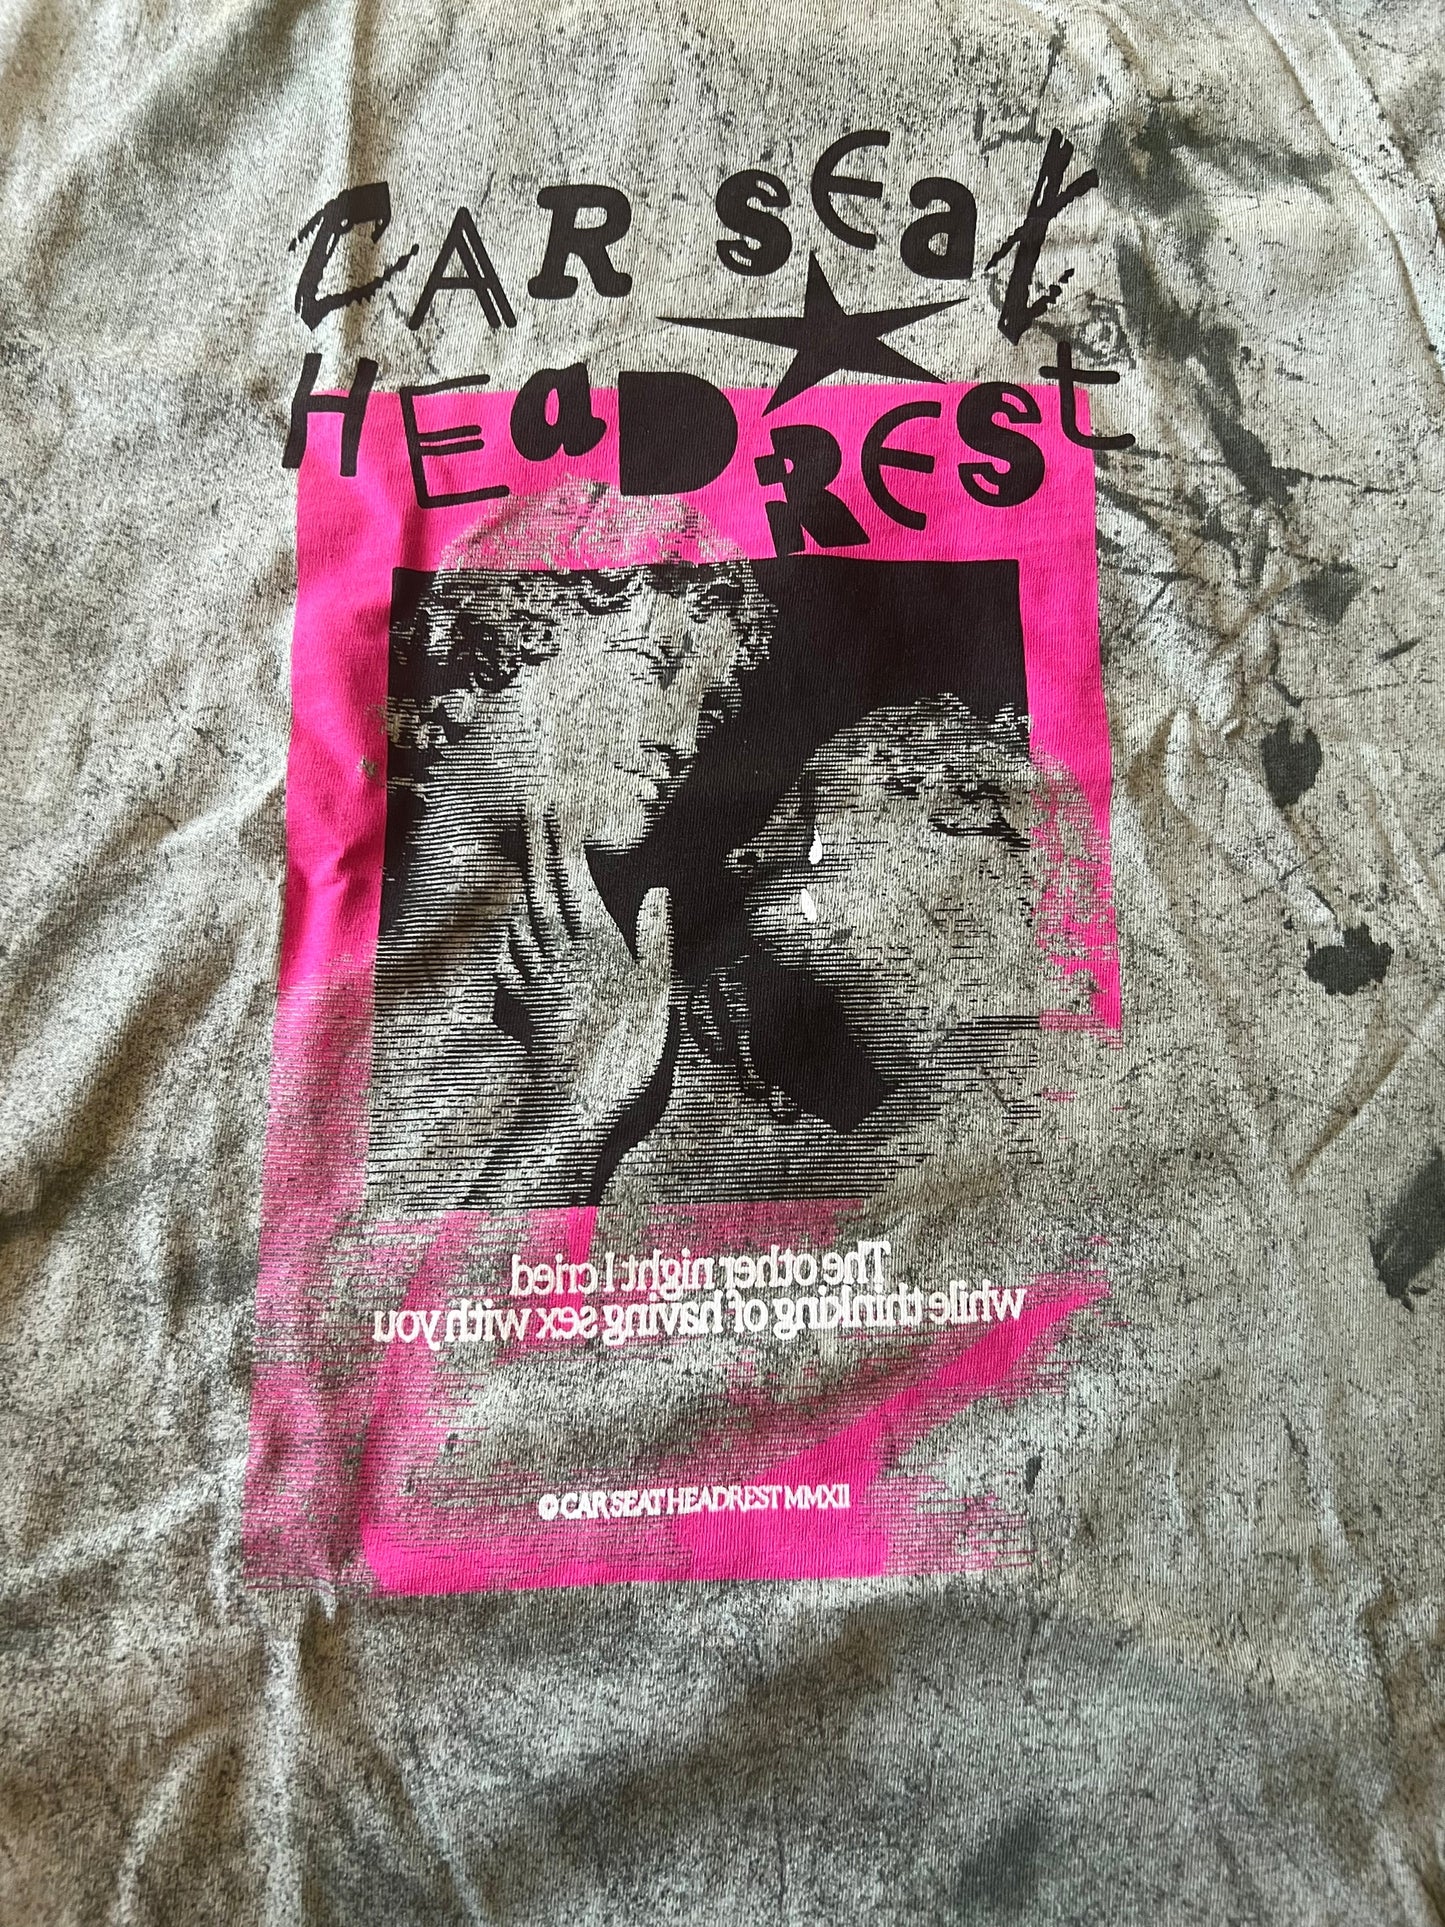 CAR SEAT
HEADREST
The other night I cried
while thinking of having sex with you
© CAR SEAT HEADREST MMXII